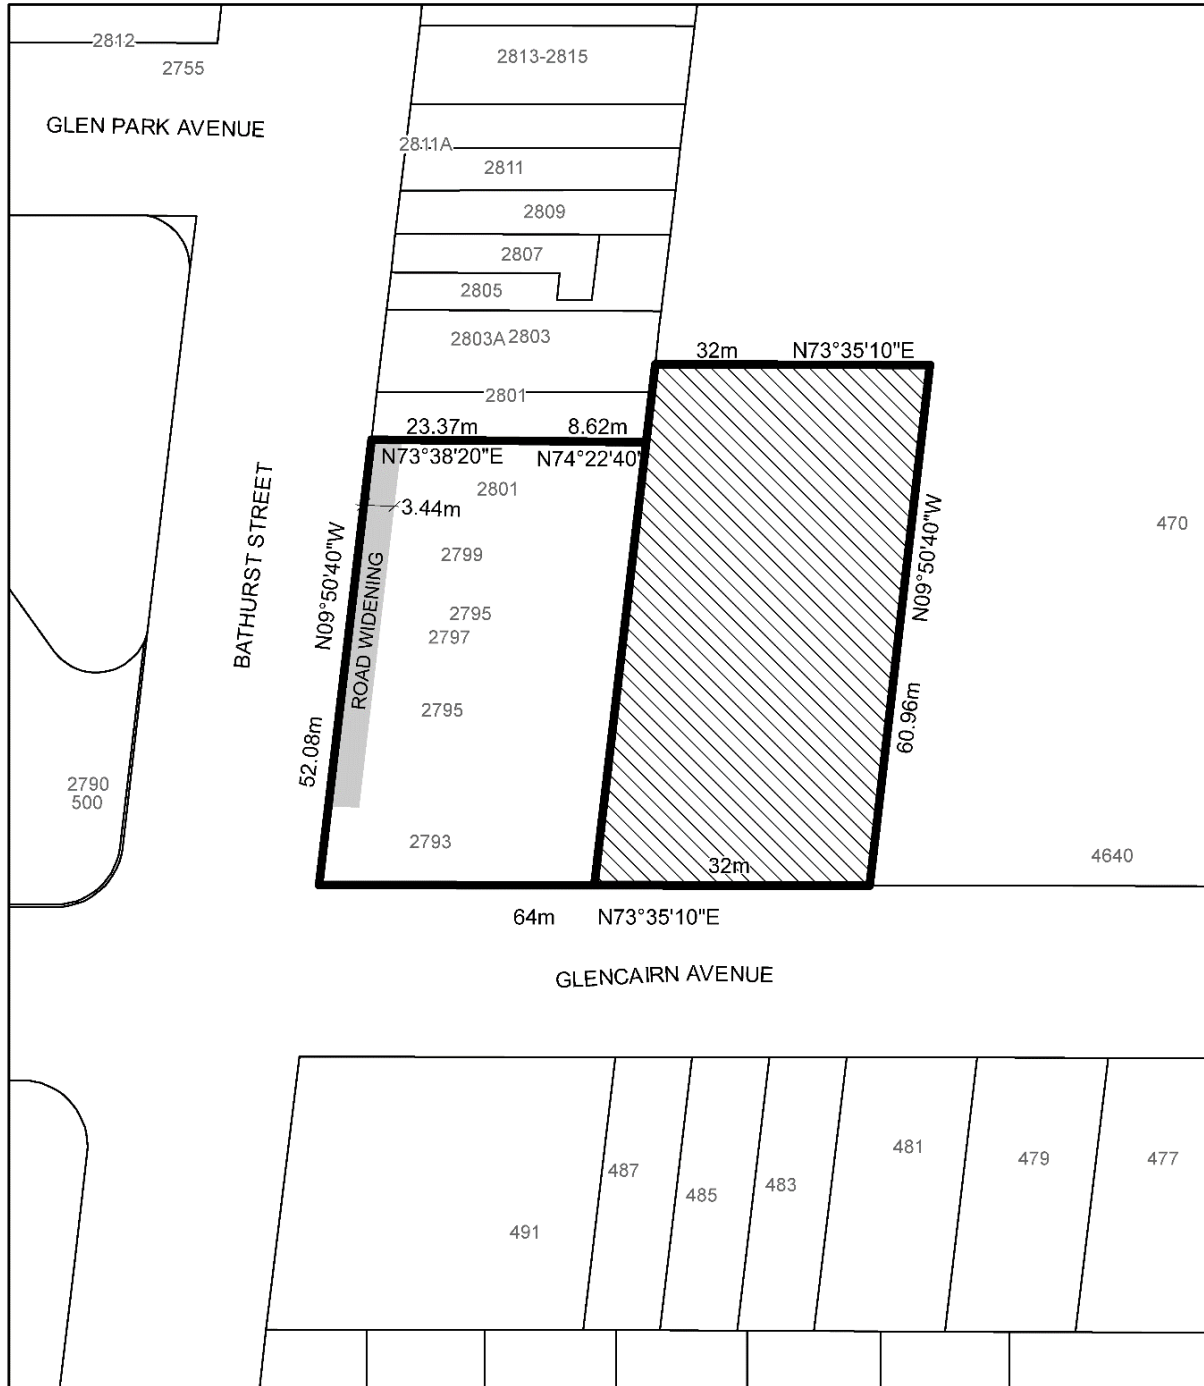 2812
2755
2813-2815
GLEN PARK AVENUE
2811A
2811
2809
2807
2805
2803A 2803
32m N73°35'10"E
2801
23.37m 8.62m
N73°38'20"E N74°22'40"
2801
3.44m
BATHURST STREET
N09°50'40"W
52.08m
ROAD WIDENING
2799
2795
2797
2795
2793
N09°50'40"W
60.96m
470
4640
2790
500
32m
64m N73°35'10"E
GLENCAIRN AVENUE
491
487
485
483
481
479
477